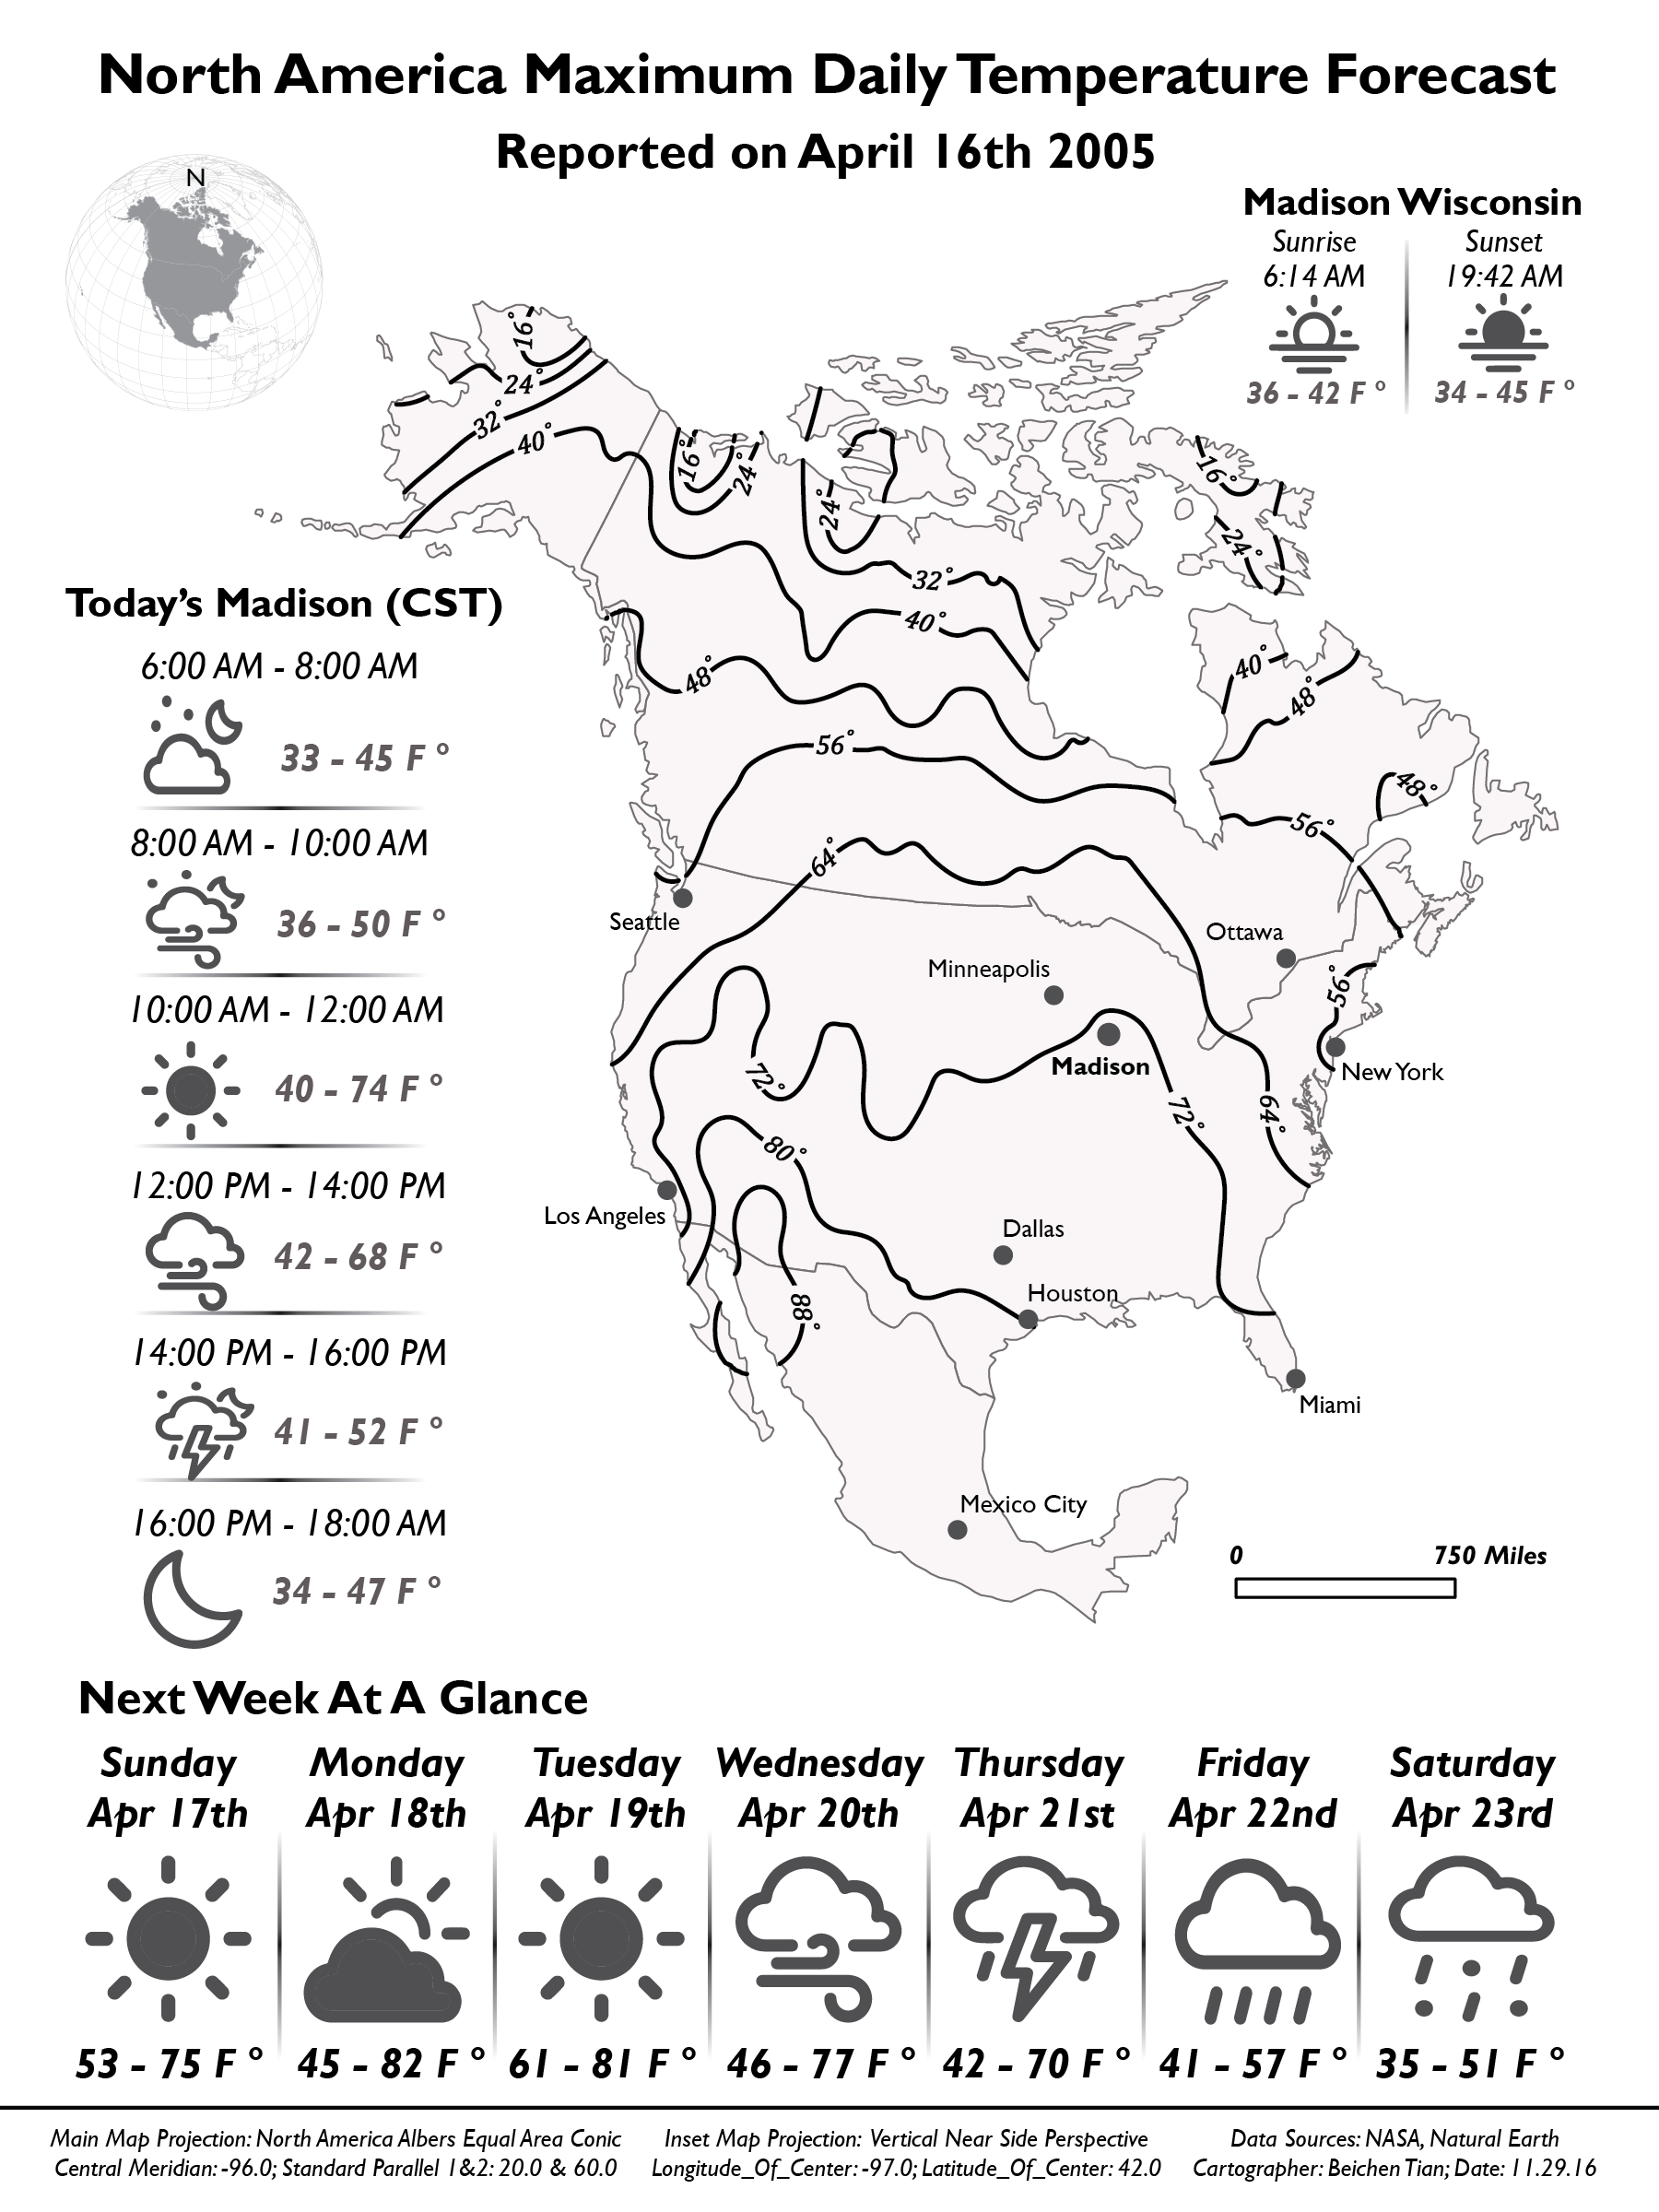 North America Maximum Daily Temperature Forecast
Reported on April 16th 2005
N
Madison Wisconsin
Sunrise
Sunset
6:14 AM
19:42 AM
36 - 42 F °
34 - 45 F °
16°
24°
32°
40°
16°
24°
24°
16°
24°
32°
40°
40°
48°
48°
56°
48°
56°
64°
56°
72°
72°
64°
80°
88°
Seattle
Ottawa
Minneapolis
Madison
New York
Los Angeles
Dallas
Houston
Miami
Mexico City
0
750 Miles
Today's Madison (CST)
6:00 AM - 8:00 AM
33 - 45 F °
8:00 AM - 10:00 AM
36 - 50 F °
10:00 AM - 12:00 AM
40 - 74 F °
12:00 PM - 14:00 PM
42 - 68 F °
14:00 PM - 16:00 PM
41 - 52 F °
16:00 PM - 18:00 AM
34 - 47 F °
Next Week At A Glance
Sunday
Apr 17th
53 - 75 F °
Monday
Apr 18th
45 - 82 F °
Tuesday
Apr 19th
61 - 81 F °
Wednesday
Apr 20th
46 - 77 F °
Thursday
Apr 21st
42 - 70 F °
Friday
Apr 22nd
41 - 57 F °
Saturday
Apr 23rd
35 - 51 F °
Main Map Projection: North America Albers Equal Area Conic
Central Meridian: -96.0; Standard Parallel 1&2: 20.0 & 60.0
Inset Map Projection: Vertical Near Side Perspective
Longitude_Of_Center: -97.0; Latitude_Of_Center: 42.0
Data Sources: NASA, Natural Earth
Cartographer: Beichen Tian; Date: 11.29.16